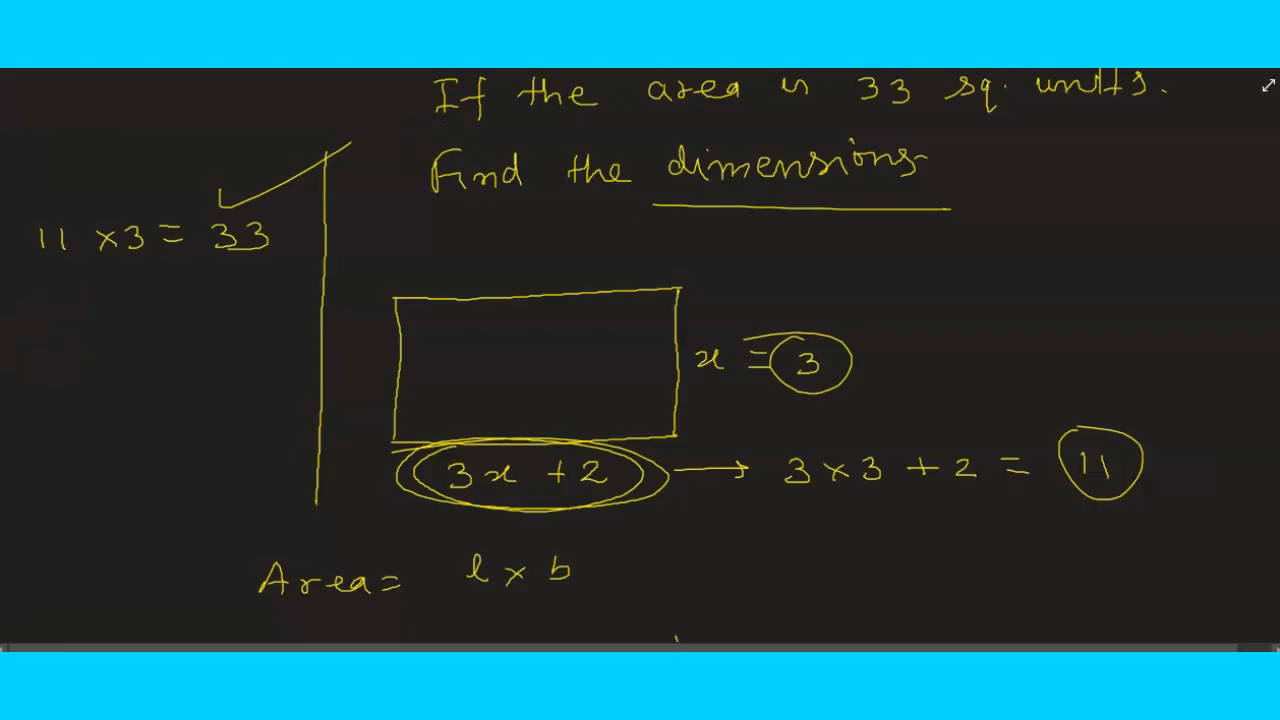 If the area is 33 sq. units.
Find the dimensions.
11 × 3 = 33
x = 3
3x + 2 → 3 × 3 + 2 = 11
Area = l × b